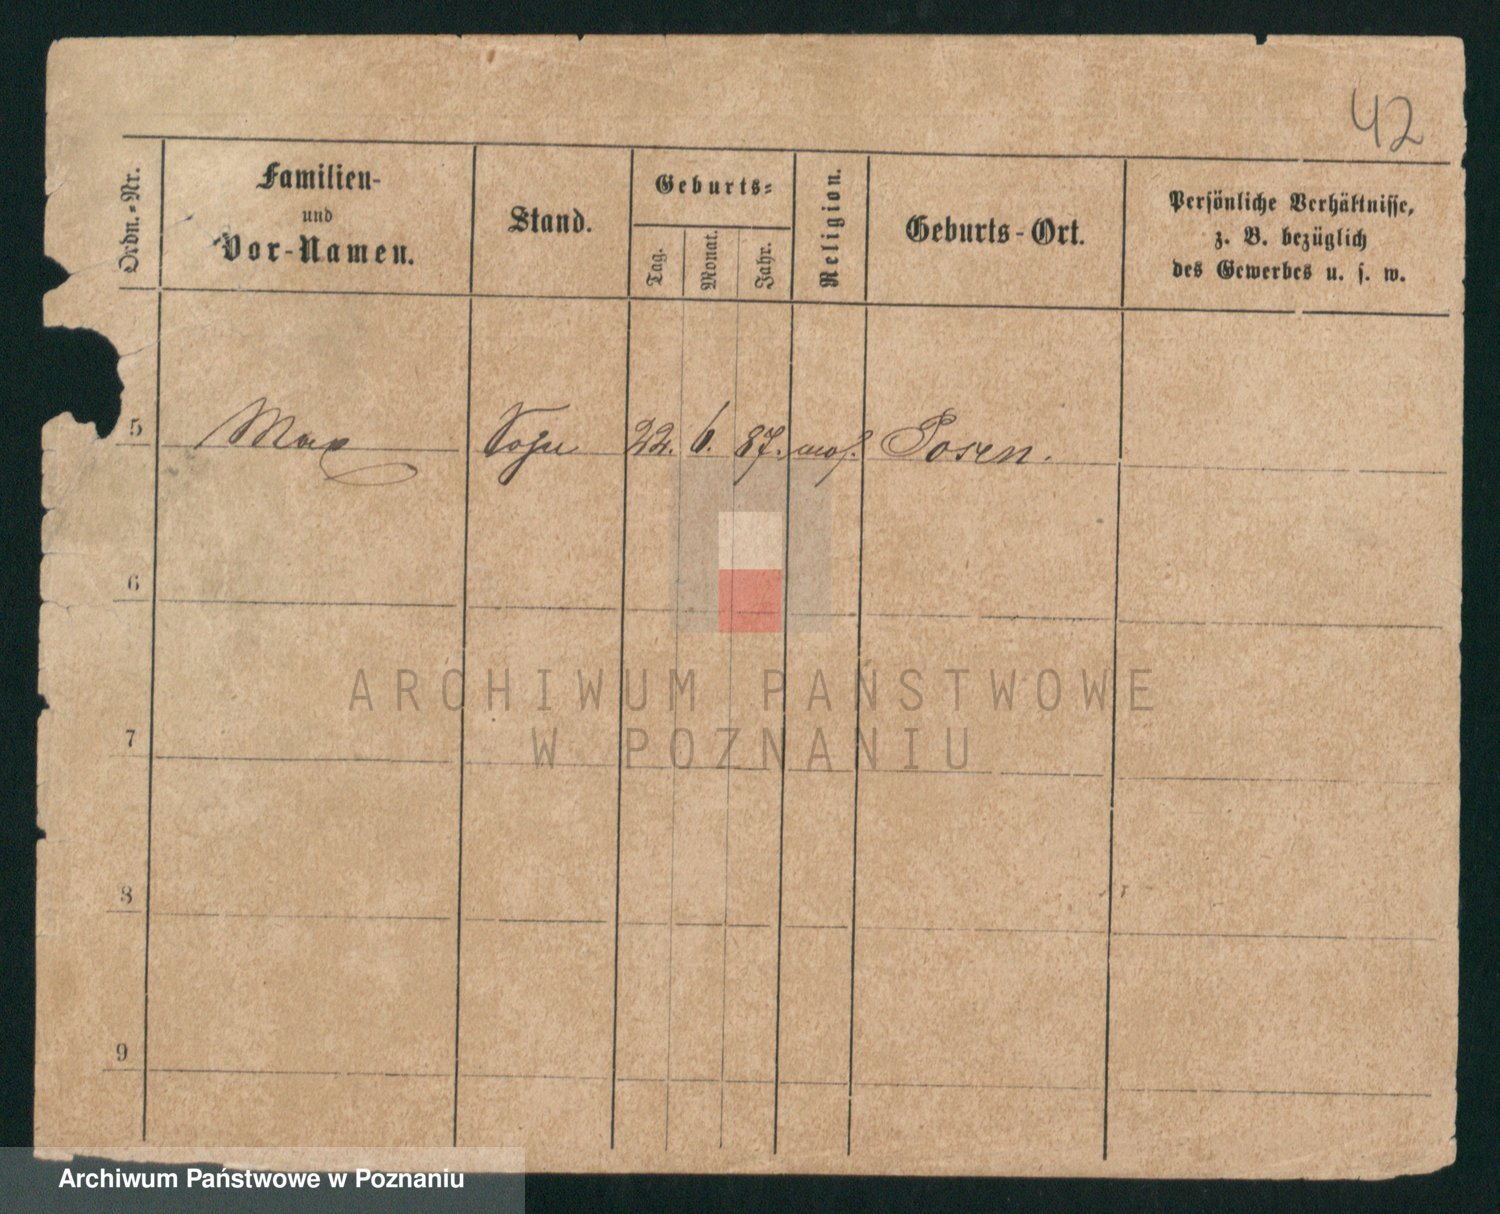 42
Ordn.-Nr.
Familien-
und
Vor-Namen.
Stand.
Geburts-
Tag.
Monat.
Jahr.
Religion.
Geburts-Ort.
Persönliche Verhältnisse,
z. B. bezüglich
des Gewerbes u. s. w.
5 Max Sohn 22. 6. 87. mos. Posen.
6
ARCHIWUM PAŃSTWOWE
7
W POZNANIU
8
9
Archiwum Państwowe w Poznaniu